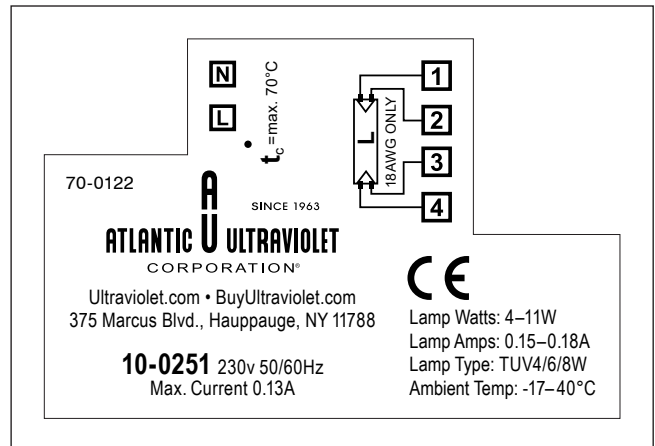 N
L
tc =max. 70°C
L
18AWG ONLY
1
2
3
4
70-0122
AU
SINCE 1963
ATLANTIC ULTRAVIOLET
CORPORATION®
Ultraviolet.com • BuyUltraviolet.com
375 Marcus Blvd., Hauppauge, NY 11788
10-0251 230v 50/60Hz
Max. Current 0.13A
CE
Lamp Watts: 4–11W
Lamp Amps: 0.15–0.18A
Lamp Type: TUV4/6/8W
Ambient Temp: -17–40°C